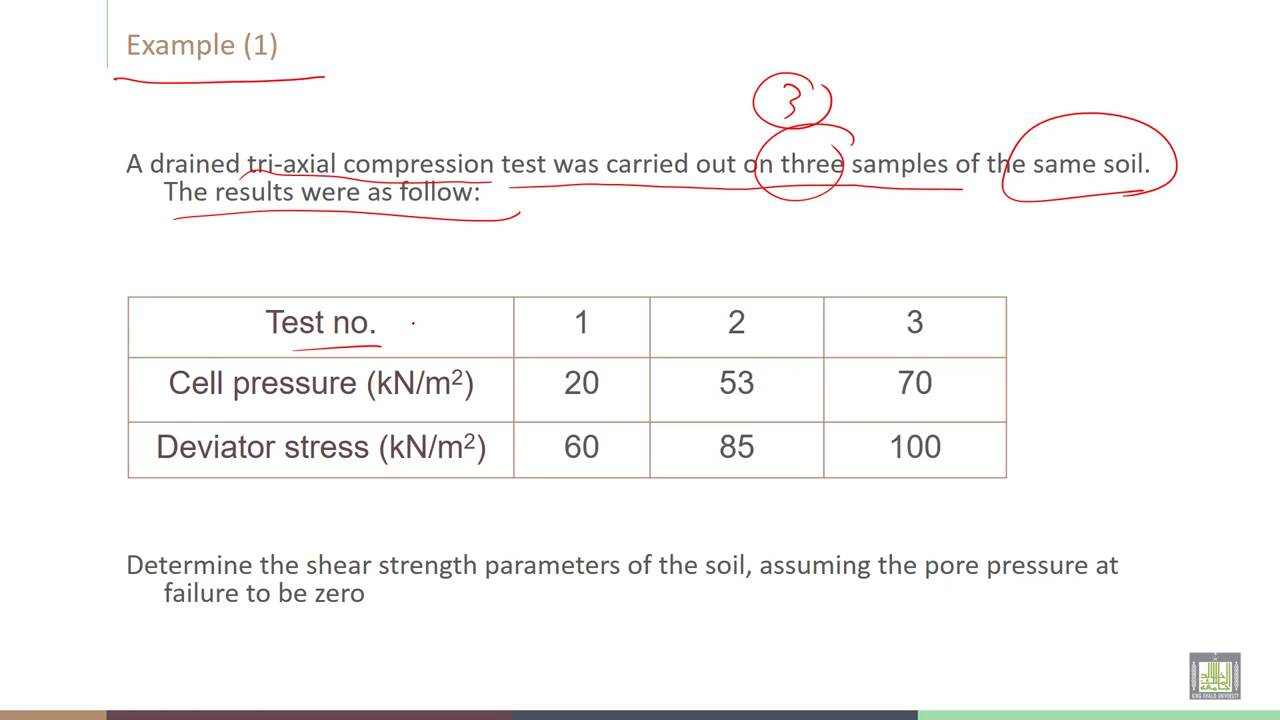 Example (1)
3
A drained tri-axial compression test was carried out on three samples of the same soil.
The results were as follow:
Test no. 1 2 3
Cell pressure (kN/m²) 20 53 70
Deviator stress (kN/m²) 60 85 100
Determine the shear strength parameters of the soil, assuming the pore pressure at
failure to be zero
KING KHALID UNIVERSITY